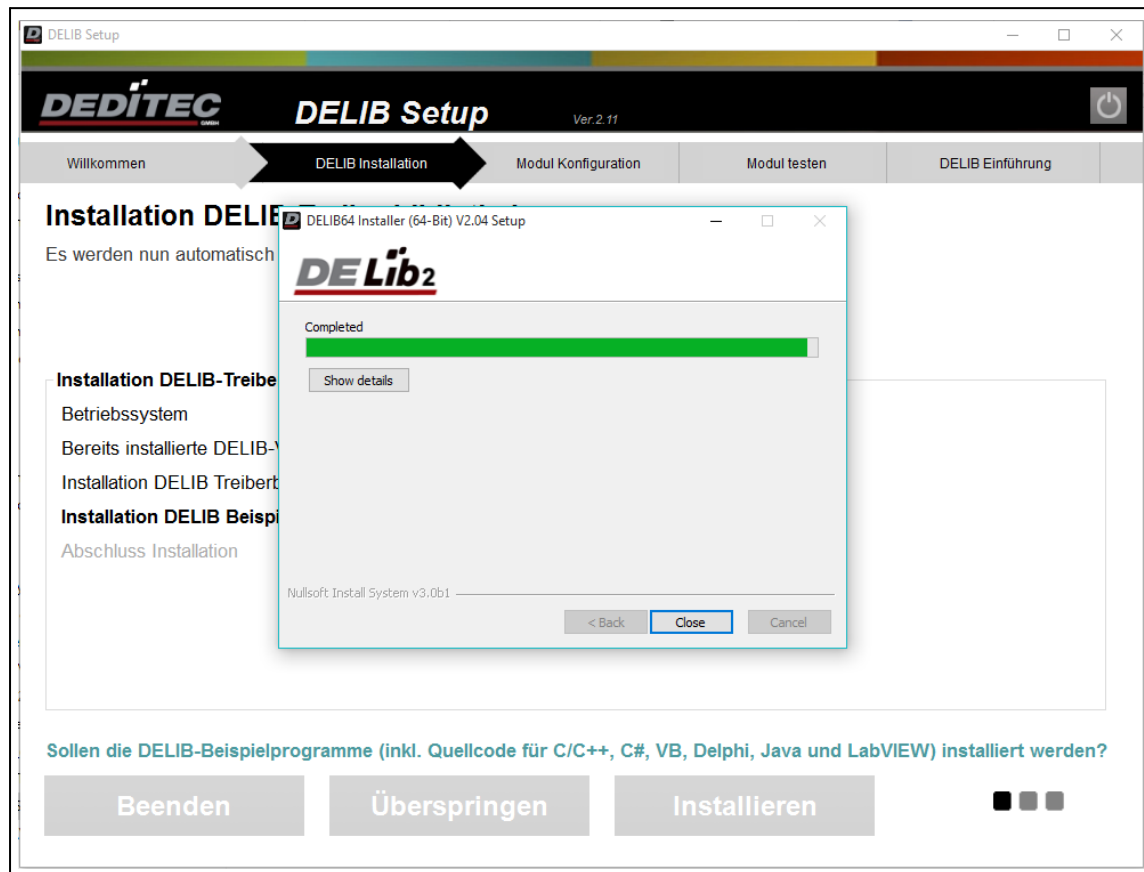 DELIB Setup
DEDITEC
GMBH
DELIB Setup
Ver.2.11
Willkommen
DELIB Installation
Modul Konfiguration
Modul testen
DELIB Einführung
Installation DELIB
Es werden nun automatisch
DELIB64 Installer (64-Bit) V2.04 Setup
DELib2
Completed
Show details
Installation DELIB-Treibe
Betriebssystem
Bereits installierte DELIB-
Installation DELIB Treiber
Installation DELIB Beispi
Abschluss Installation
Nullsoft Install System v3.0b1
< Back
Close
Cancel
Sollen die DELIB-Beispielprogramme (inkl. Quellcode für C/C++, C#, VB, Delphi, Java und LabVIEW) installiert werden?
Beenden
Überspringen
Installieren